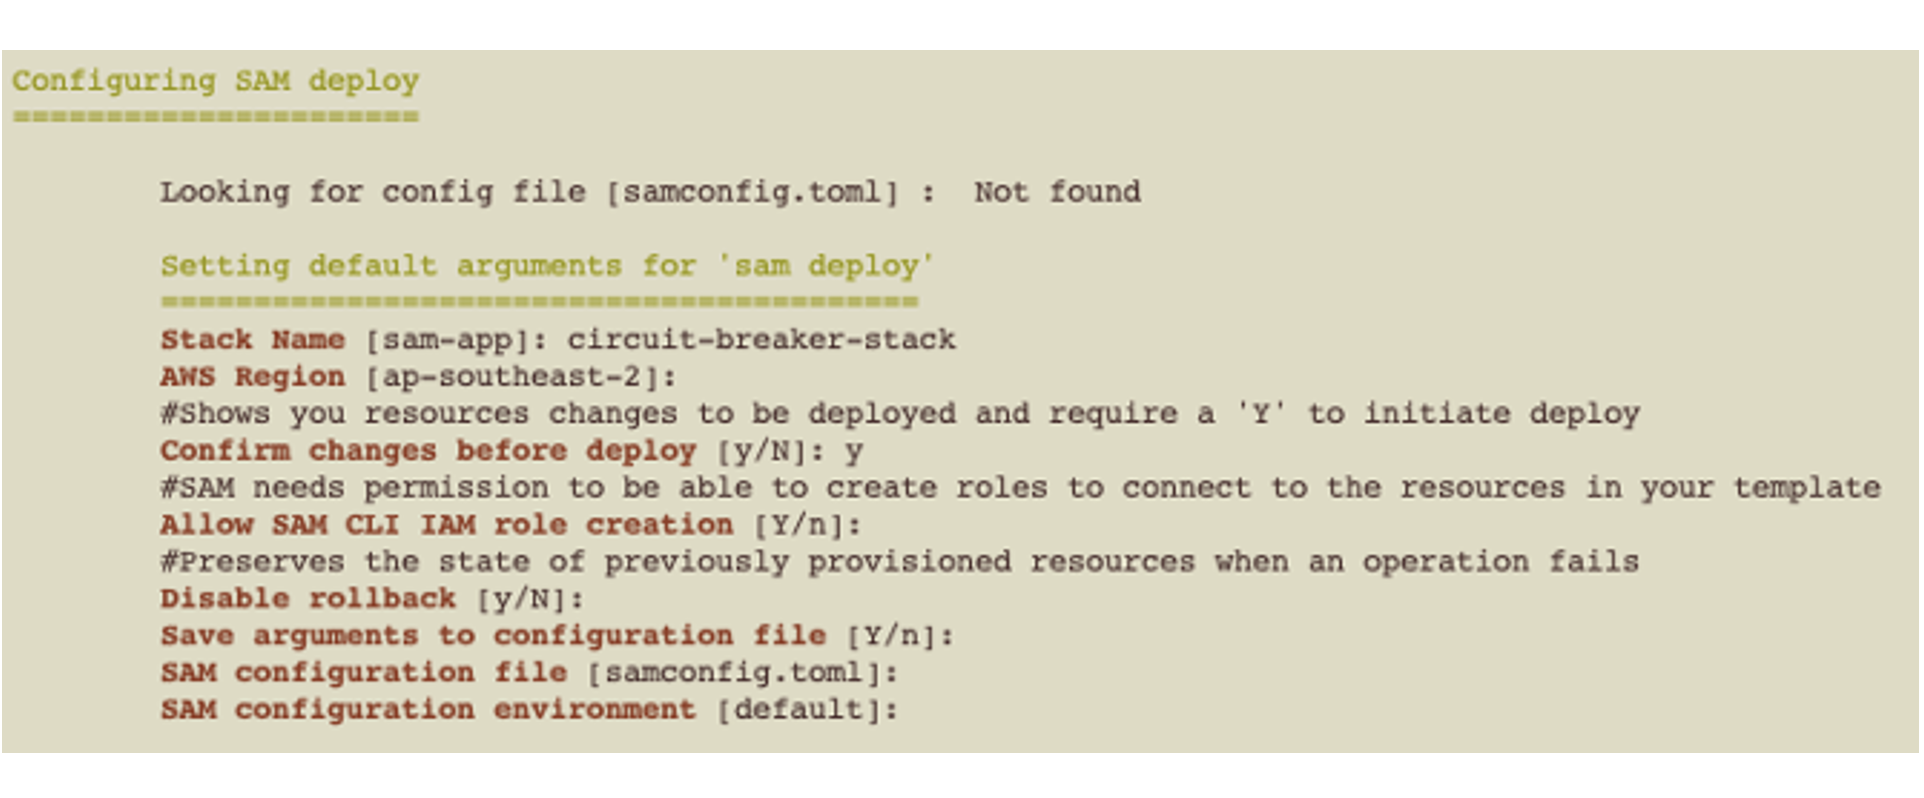 Configuring SAM deploy
======================
Looking for config file [samconfig.toml] :  Not found
Setting default arguments for 'sam deploy'
=========================================
Stack Name [sam-app]: circuit-breaker-stack
AWS Region [ap-southeast-2]:
#Shows you resources changes to be deployed and require a 'Y' to initiate deploy
Confirm changes before deploy [y/N]: y
#SAM needs permission to be able to create roles to connect to the resources in your template
Allow SAM CLI IAM role creation [Y/n]:
#Preserves the state of previously provisioned resources when an operation fails
Disable rollback [y/N]:
Save arguments to configuration file [Y/n]:
SAM configuration file [samconfig.toml]:
SAM configuration environment [default]: